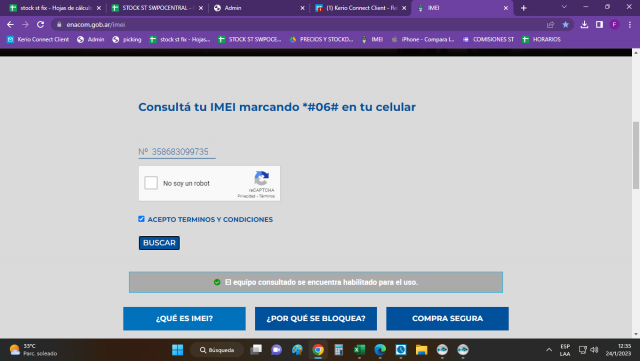 stock st fix - Hojas de cálculo
STOCK ST SWPOCENTRAL -
Admin
(1) Kerio Connect Client - Re
IMEI
enacom.gob.ar/imei
F
Kerio Connect Client
Admin
picking
stock st fix - Hojas...
STOCK ST SWPOCE...
PRECIOS Y STOCKD...
IMEI
iPhone - Compara l...
COMISIONES ST
HORARIOS
Consultá tu IMEI marcando *#06# en tu celular
Nº 358683099735
No soy un robot
reCAPTCHA
Privacidad - Términos
ACEPTO TERMINOS Y CONDICIONES
BUSCAR
El equipo consultado se encuentra habilitado para el uso.
¿QUÉ ES IMEI?
¿POR QUÉ SE BLOQUEA?
COMPRA SEGURA
33°C
Parc. soleado
Búsqueda
ESP
LAA
12:35
24/1/2023